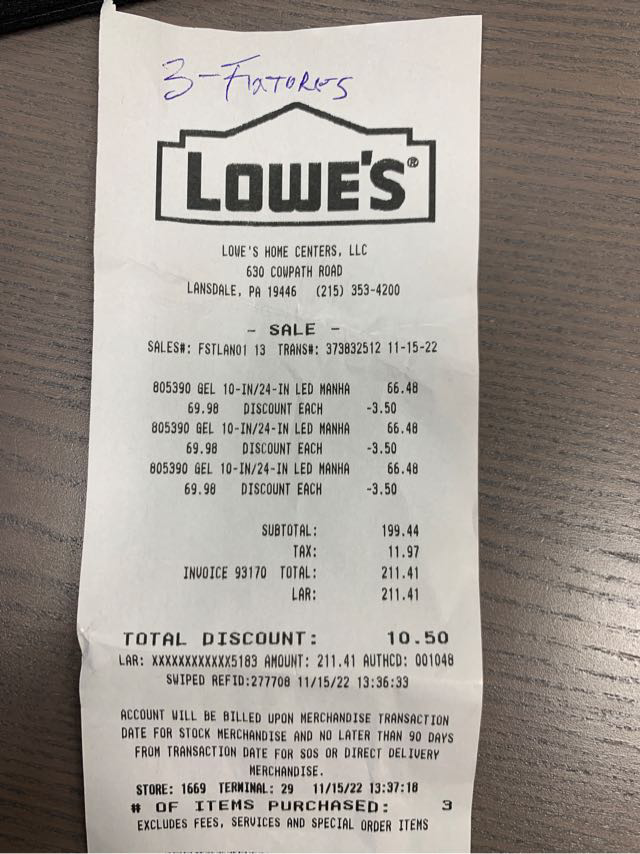 3-Fixtures
LOWE'S®
LOWE'S HOME CENTERS, LLC
630 COWPATH ROAD
LANSDALE, PA 19446 (215) 353-4200
- SALE -
SALES#: FSTLAN01 13 TRANS#: 373832512 11-15-22
805390 GEL 10-IN/24-IN LED MANHA 66.48
69.98 DISCOUNT EACH -3.50
805390 GEL 10-IN/24-IN LED MANHA 66.48
69.98 DISCOUNT EACH -3.50
805390 GEL 10-IN/24-IN LED MANHA 66.48
69.98 DISCOUNT EACH -3.50
SUBTOTAL: 199.44
TAX: 11.97
INVOICE 93170 TOTAL: 211.41
LAR: 211.41
TOTAL DISCOUNT: 10.50
LAR: XXXXXXXXXXXX5183 AMOUNT: 211.41 AUTHCD: 001048
SWIPED REFID:277708 11/15/22 13:36:33
ACCOUNT WILL BE BILLED UPON MERCHANDISE TRANSACTION
DATE FOR STOCK MERCHANDISE AND NO LATER THAN 90 DAYS
FROM TRANSACTION DATE FOR SOS OR DIRECT DELIVERY
MERCHANDISE.
STORE: 1669 TERMINAL: 29 11/15/22 13:37:18
# OF ITEMS PURCHASED: 3
EXCLUDES FEES, SERVICES AND SPECIAL ORDER ITEMS